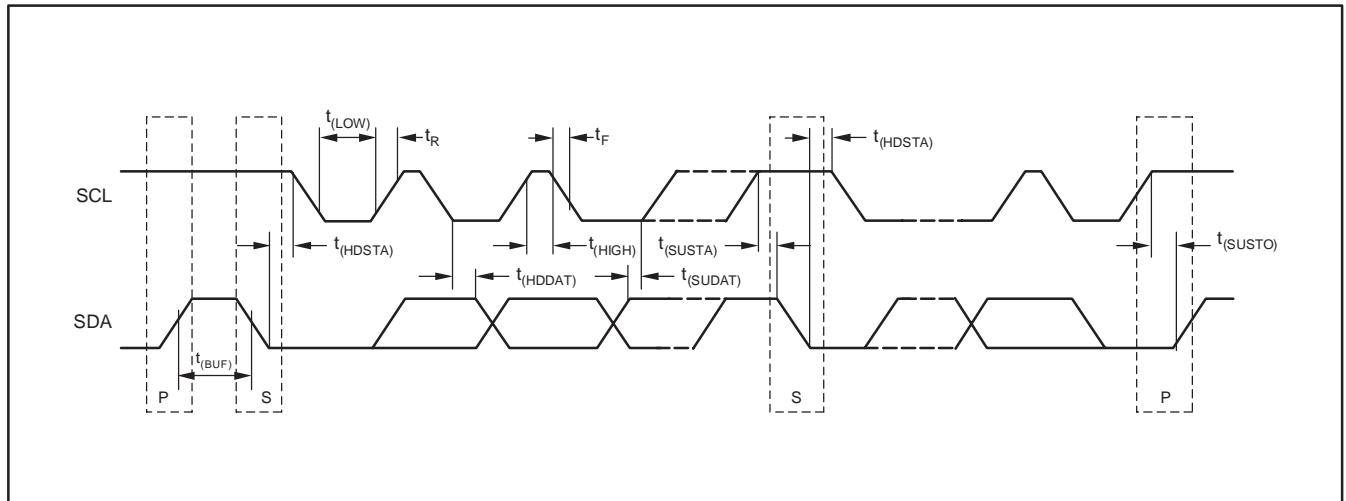 t(LOW)
tR
tF
t(HDSTA)
SCL
t(HDSTA)
t(HIGH)
t(SUSTA)
t(SUSTO)
t(HDDAT)
t(SUDAT)
SDA
t(BUF)
P
S
S
P